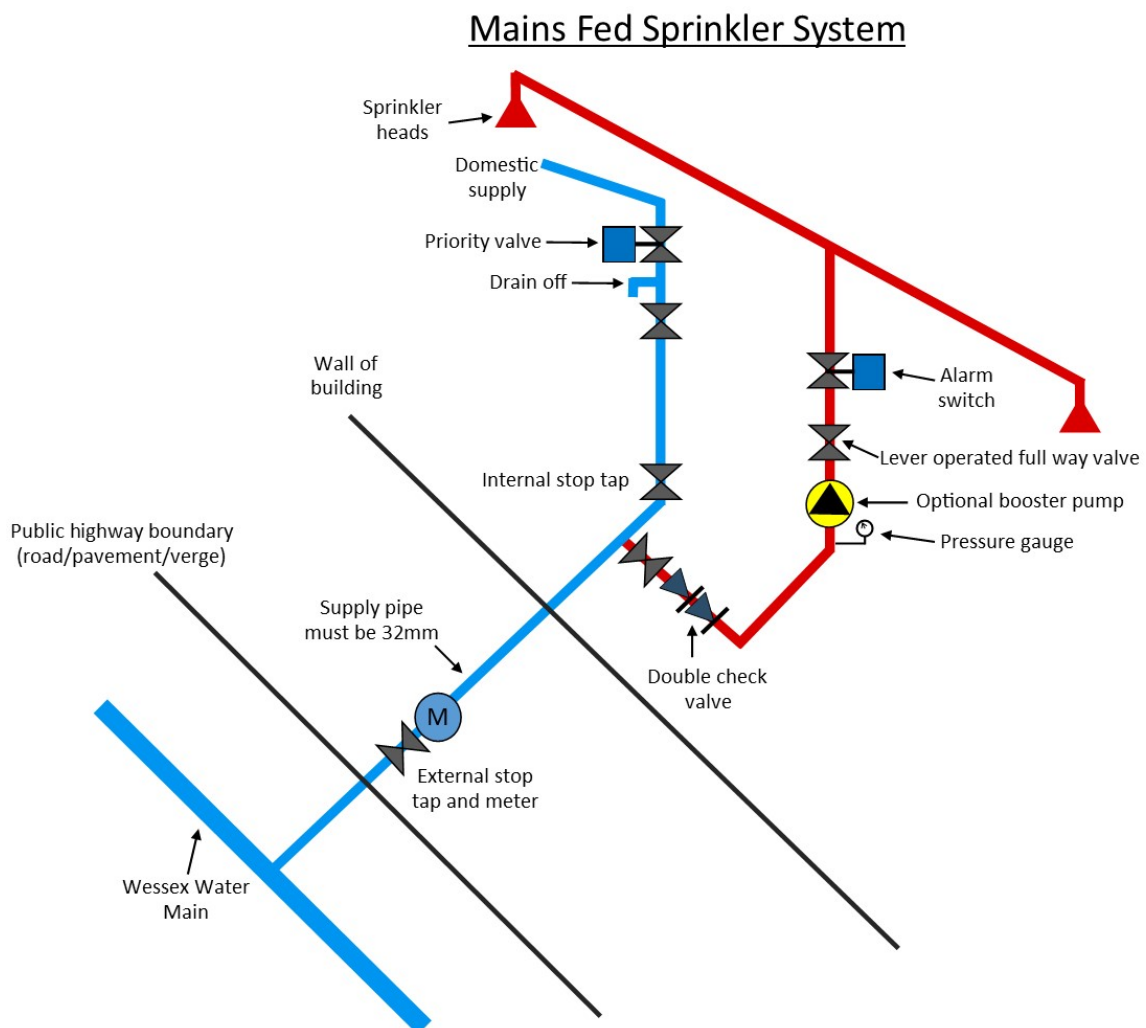 Mains Fed Sprinkler System
Sprinkler
heads
Domestic
supply
Priority valve
Drain off
Wall of
building
Alarm
switch
Lever operated full way valve
Internal stop tap
Optional booster pump
Public highway boundary
(road/pavement/verge)
Pressure gauge
Supply pipe
must be 32mm
Double check
valve
M
External stop
tap and meter
Wessex Water
Main